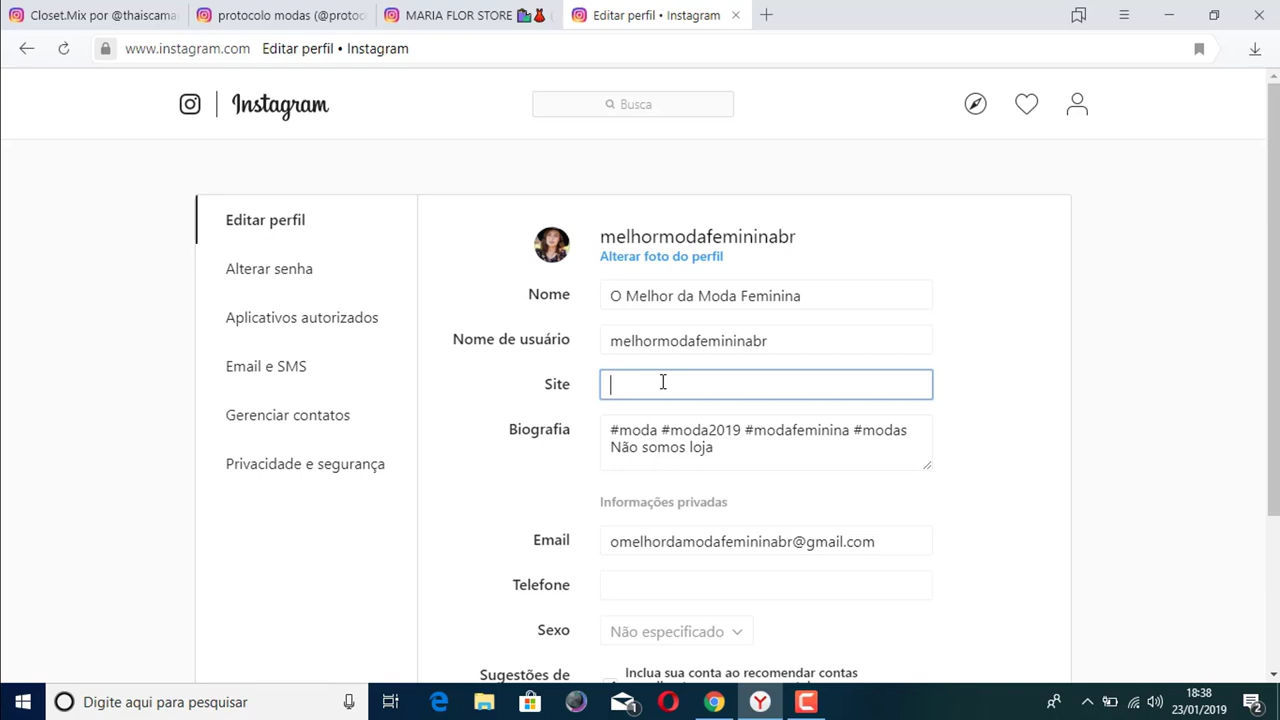 Closet.Mix por @thaiscama
protocolo modas (@protoc
MARIA FLOR STORE
Editar perfil • Instagram
www.instagram.com Editar perfil • Instagram
Instagram
Busca
Editar perfil
Alterar senha
Aplicativos autorizados
Email e SMS
Gerenciar contatos
Privacidade e segurança
melhormodafemininabr
Alterar foto do perfil
Nome O Melhor da Moda Feminina
Nome de usuário melhormodafemininabr
Site
Biografia #moda #moda2019 #modafeminina #modas
Não somos loja
Informações privadas
Email omelhordamodafemininabr@gmail.com
Telefone
Sexo Não especificado
Sugestões de Inclua sua conta ao recomendar contas
Digite aqui para pesquisar
1
18:38
23/01/2019
2